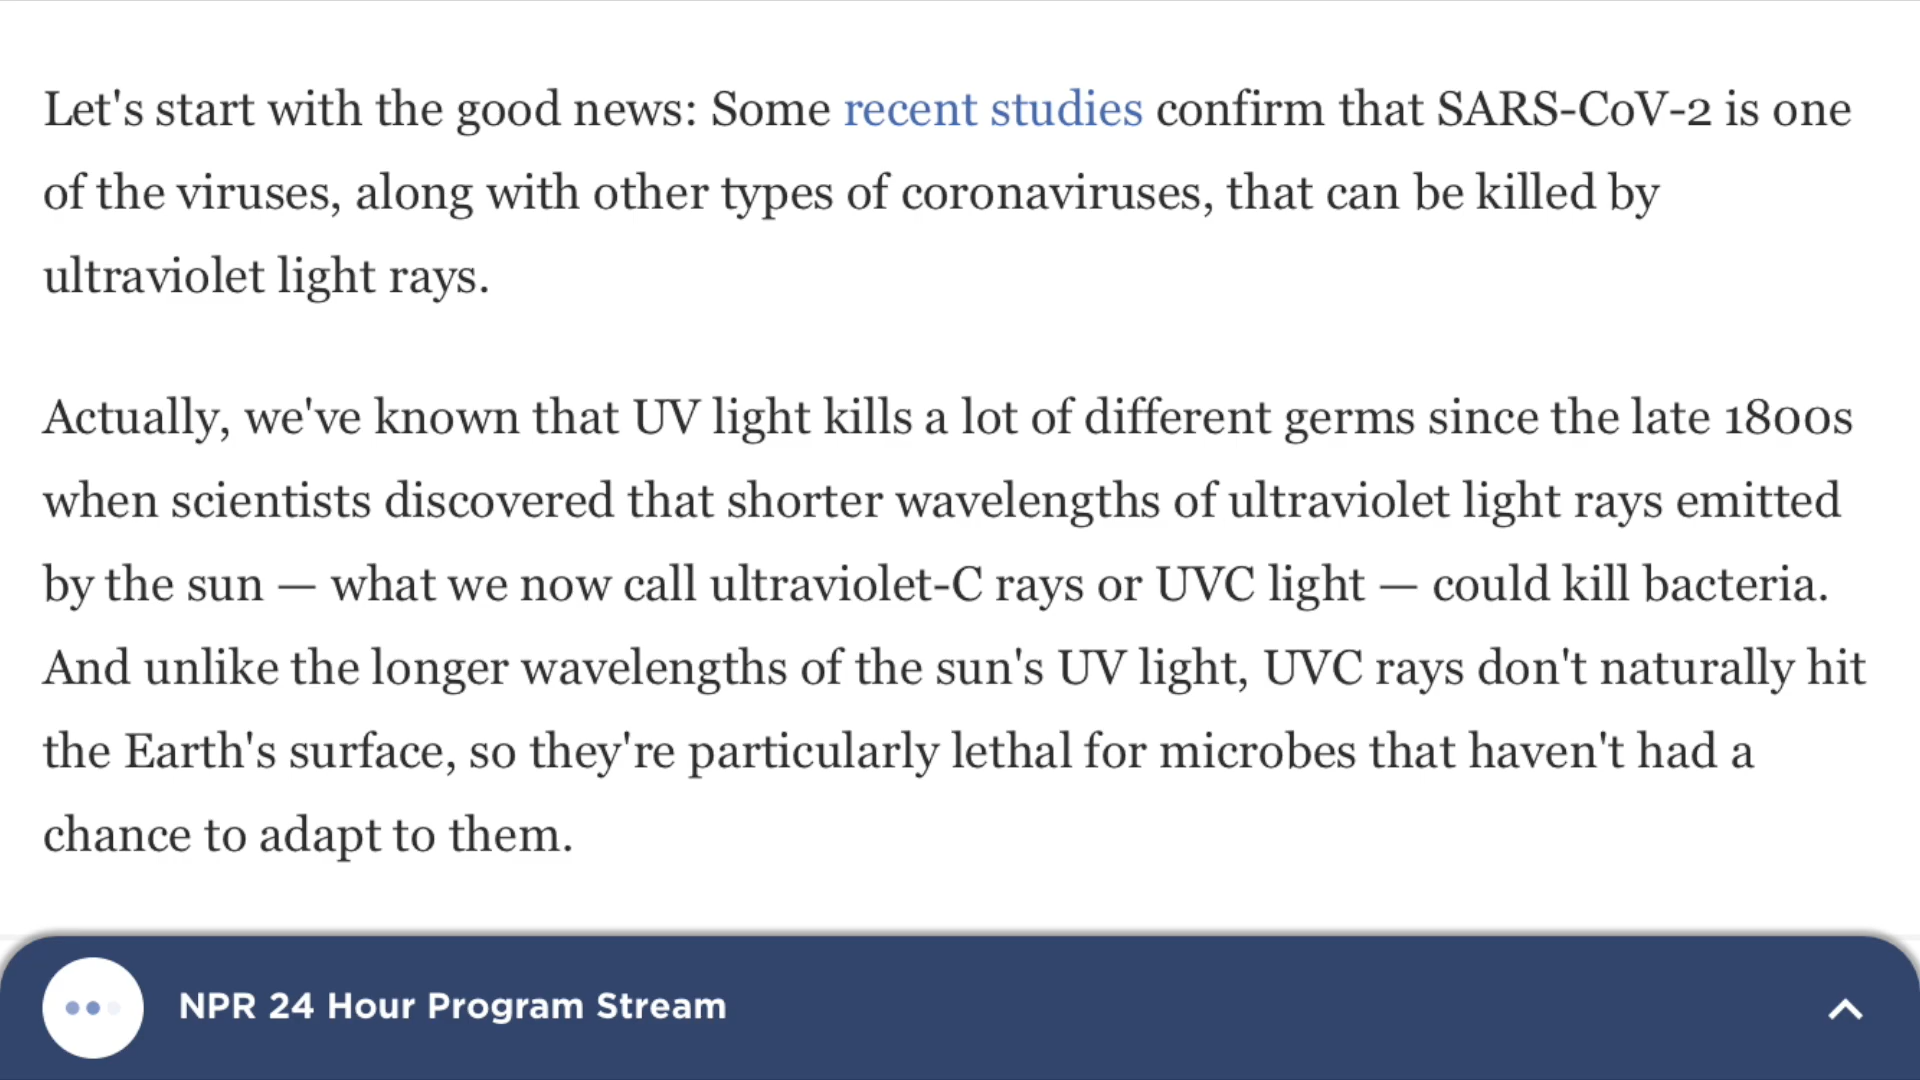 Let's start with the good news: Some recent studies confirm that SARS-CoV-2 is one
of the viruses, along with other types of coronaviruses, that can be killed by
ultraviolet light rays.
Actually, we've known that UV light kills a lot of different germs since the late 1800s
when scientists discovered that shorter wavelengths of ultraviolet light rays emitted
by the sun — what we now call ultraviolet-C rays or UVC light — could kill bacteria.
And unlike the longer wavelengths of the sun's UV light, UVC rays don't naturally hit
the Earth's surface, so they're particularly lethal for microbes that haven't had a
chance to adapt to them.
NPR 24 Hour Program Stream